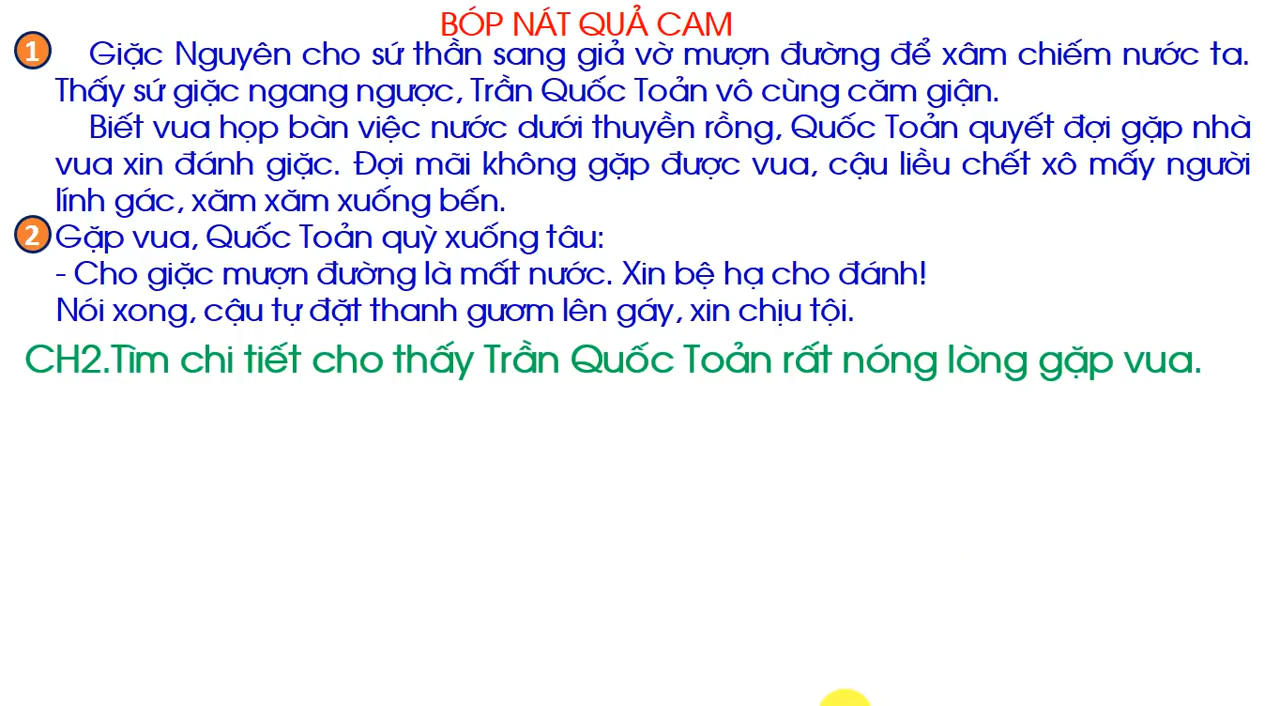 BÓP NÁT QUẢ CAM
1 Giặc Nguyên cho sứ thần sang giả vờ mượn đường để xâm chiếm nước ta.
Thấy sứ giặc ngang ngược, Trần Quốc Toản vô cùng căm giận.
Biết vua họp bàn việc nước dưới thuyền rồng, Quốc Toản quyết đợi gặp nhà
vua xin đánh giặc. Đợi mãi không gặp được vua, cậu liều chết xô mấy người
lính gác, xăm xăm xuống bến.
2 Gặp vua, Quốc Toản quỳ xuống tâu:
- Cho giặc mượn đường là mất nước. Xin bệ hạ cho đánh!
Nói xong, cậu tự đặt thanh gươm lên gáy, xin chịu tội.
CH2.Tìm chi tiết cho thấy Trần Quốc Toản rất nóng lòng gặp vua.